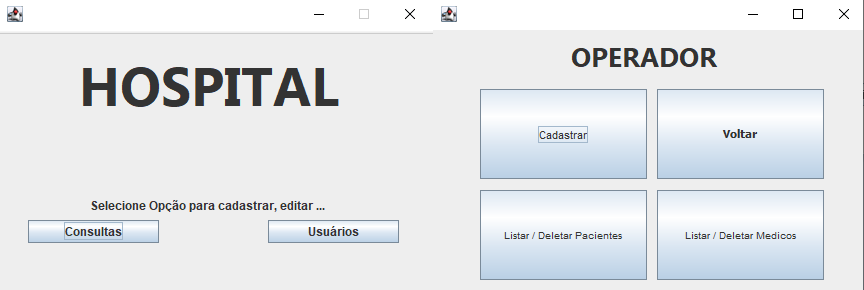 HOSPITAL
Selecione Opção para cadastrar, editar ...
Consultas
Usuários
OPERADOR
Cadastrar
Voltar
Listar / Deletar Pacientes
Listar / Deletar Medicos